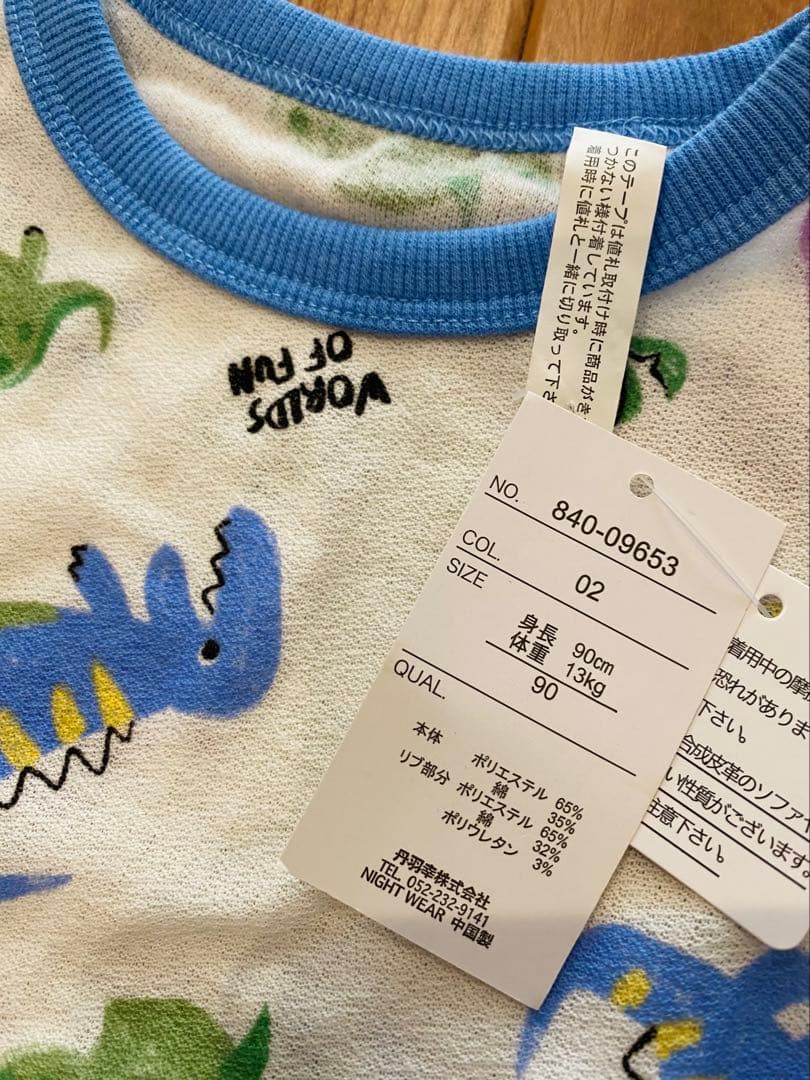 このテープは値札取付け時に商品がき
つかない様付着しています。
着用時に値札と一緒に切り取って下さ
WORLDS
OF FUN
NO. 840-09653
COL. 02
SIZE
身長 90cm
体重 13kg
90
QUAL.
本体 ポリエステル 65%
綿 35%
リブ部分 ポリエステル 65%
綿 32%
ポリウレタン 3%
丹羽幸株式会社
TEL 052-232-9141
NIGHT WEAR 中国製
着用中の摩
恐れがありま
下さい。
合成皮革のソファ
い性質がございます。
注意下さい。